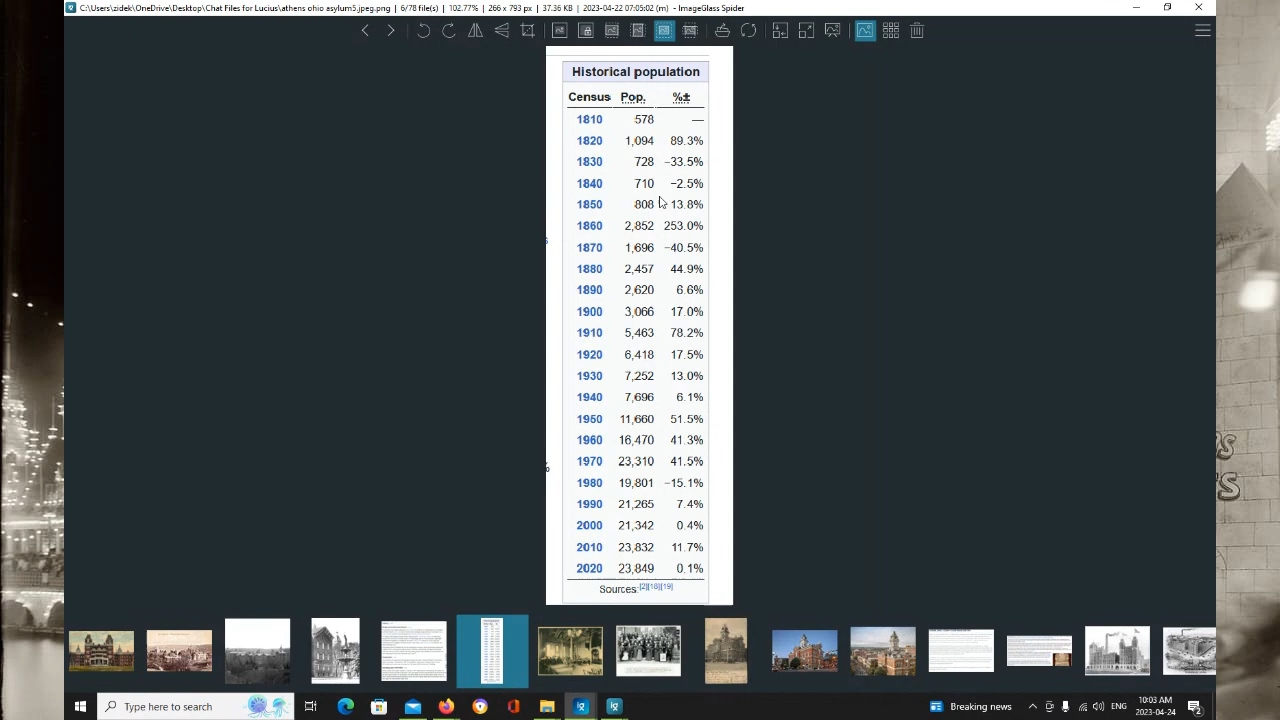 C:\Users\zidek\OneDrive\Desktop\Chat Files for Lucius\athens ohio asylum5.jpeg.png | 6/78 file(s) | 102.77% | 266 x 793 px | 37.36 KB | 2023-04-22 07:05:02 (m) - ImageGlass Spider
Historical population
Census Pop. %±
1810 578 —
1820 1,094 89.3%
1830 728 −33.5%
1840 710 −2.5%
1850 808 13.8%
1860 2,852 253.0%
1870 1,696 −40.5%
1880 2,457 44.9%
1890 2,620 6.6%
1900 3,066 17.0%
1910 5,463 78.2%
1920 6,418 17.5%
1930 7,252 13.0%
1940 7,696 6.1%
1950 11,660 51.5%
1960 16,470 41.3%
1970 23,310 41.5%
1980 19,801 −15.1%
1990 21,265 7.4%
2000 21,342 0.4%
2010 23,832 11.7%
2020 23,849 0.1%
Sources:[2][18][19]
Type here to search
Breaking news
ENG
10:03 AM
2023-04-24
2